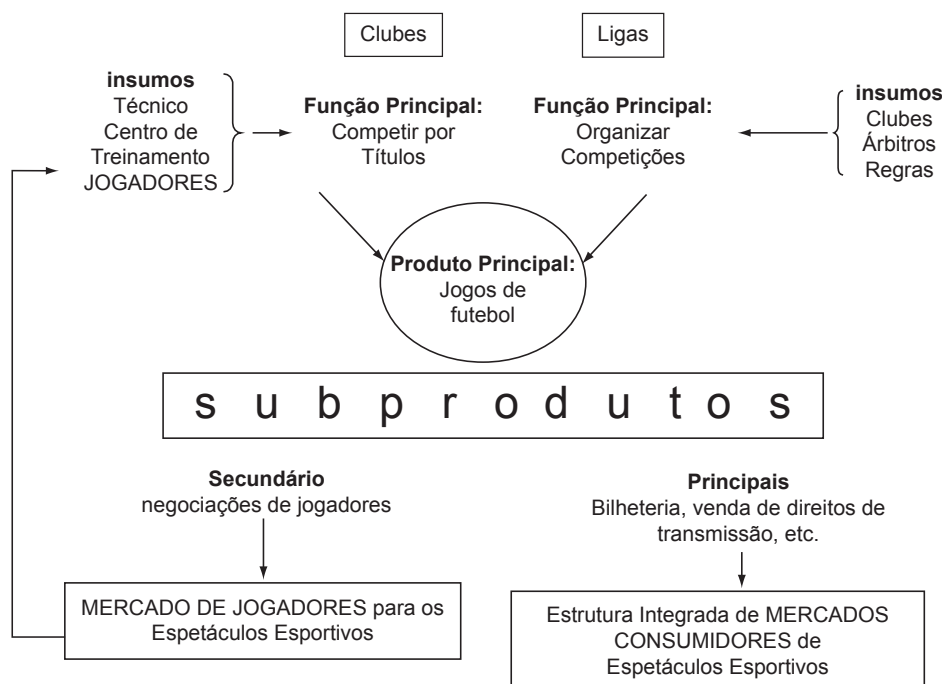 Clubes
Ligas
insumos
Técnico
Centro de
Treinamento
JOGADORES
Função Principal:
Competir por
Títulos
Função Principal:
Organizar
Competições
insumos
Clubes
Árbitros
Regras
Produto Principal:
Jogos de
futebol
subprodutos
Secundário
negociações de jogadores
Principais
Bilheteria, venda de direitos de
transmissão, etc.
MERCADO DE JOGADORES para os
Espetáculos Esportivos
Estrutura Integrada de MERCADOS
CONSUMIDORES de
Espetáculos Esportivos